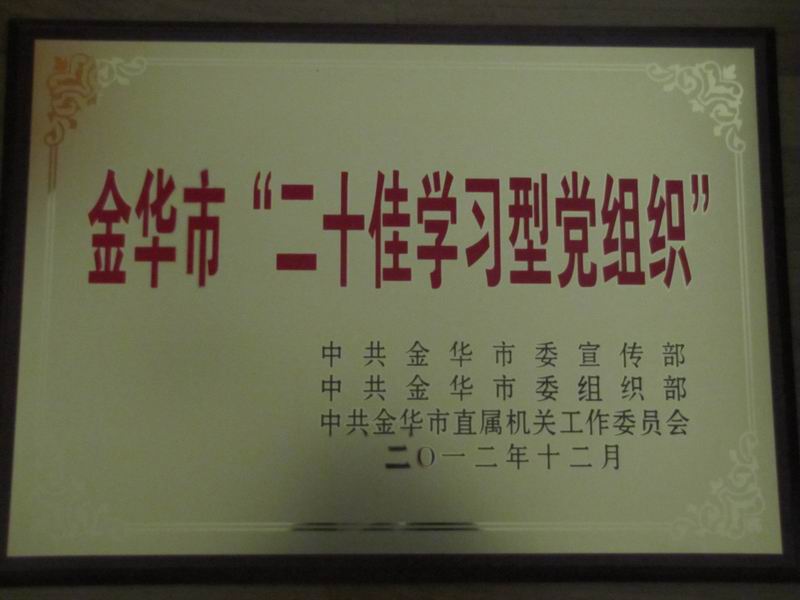 金华市“二十佳学习型党组织”
中共金华市委宣传部
中共金华市委组织部
中共金华市直属机关工作委员会
二〇一二年十二月